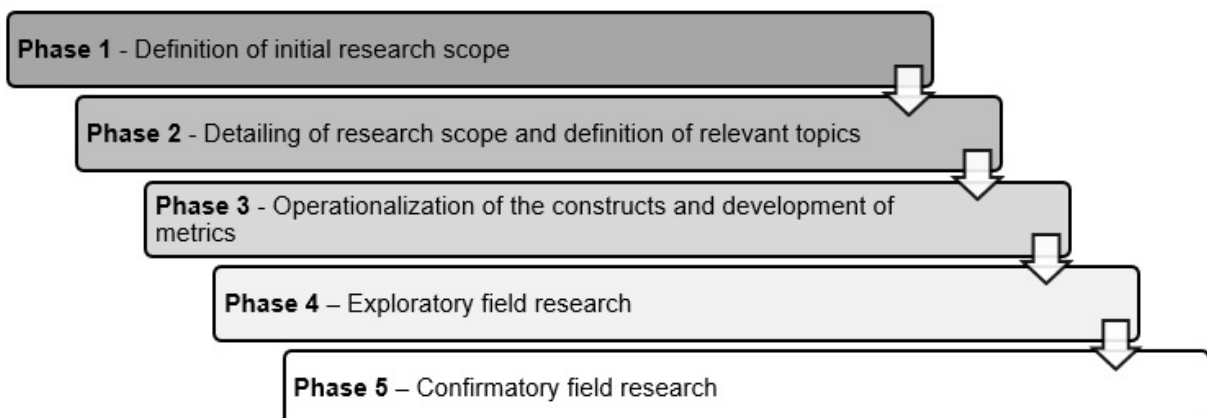 Phase 1 - Definition of initial research scope
Phase 2 - Detailing of research scope and definition of relevant topics
Phase 3 - Operationalization of the constructs and development of
metrics
Phase 4 – Exploratory field research
Phase 5 – Confirmatory field research